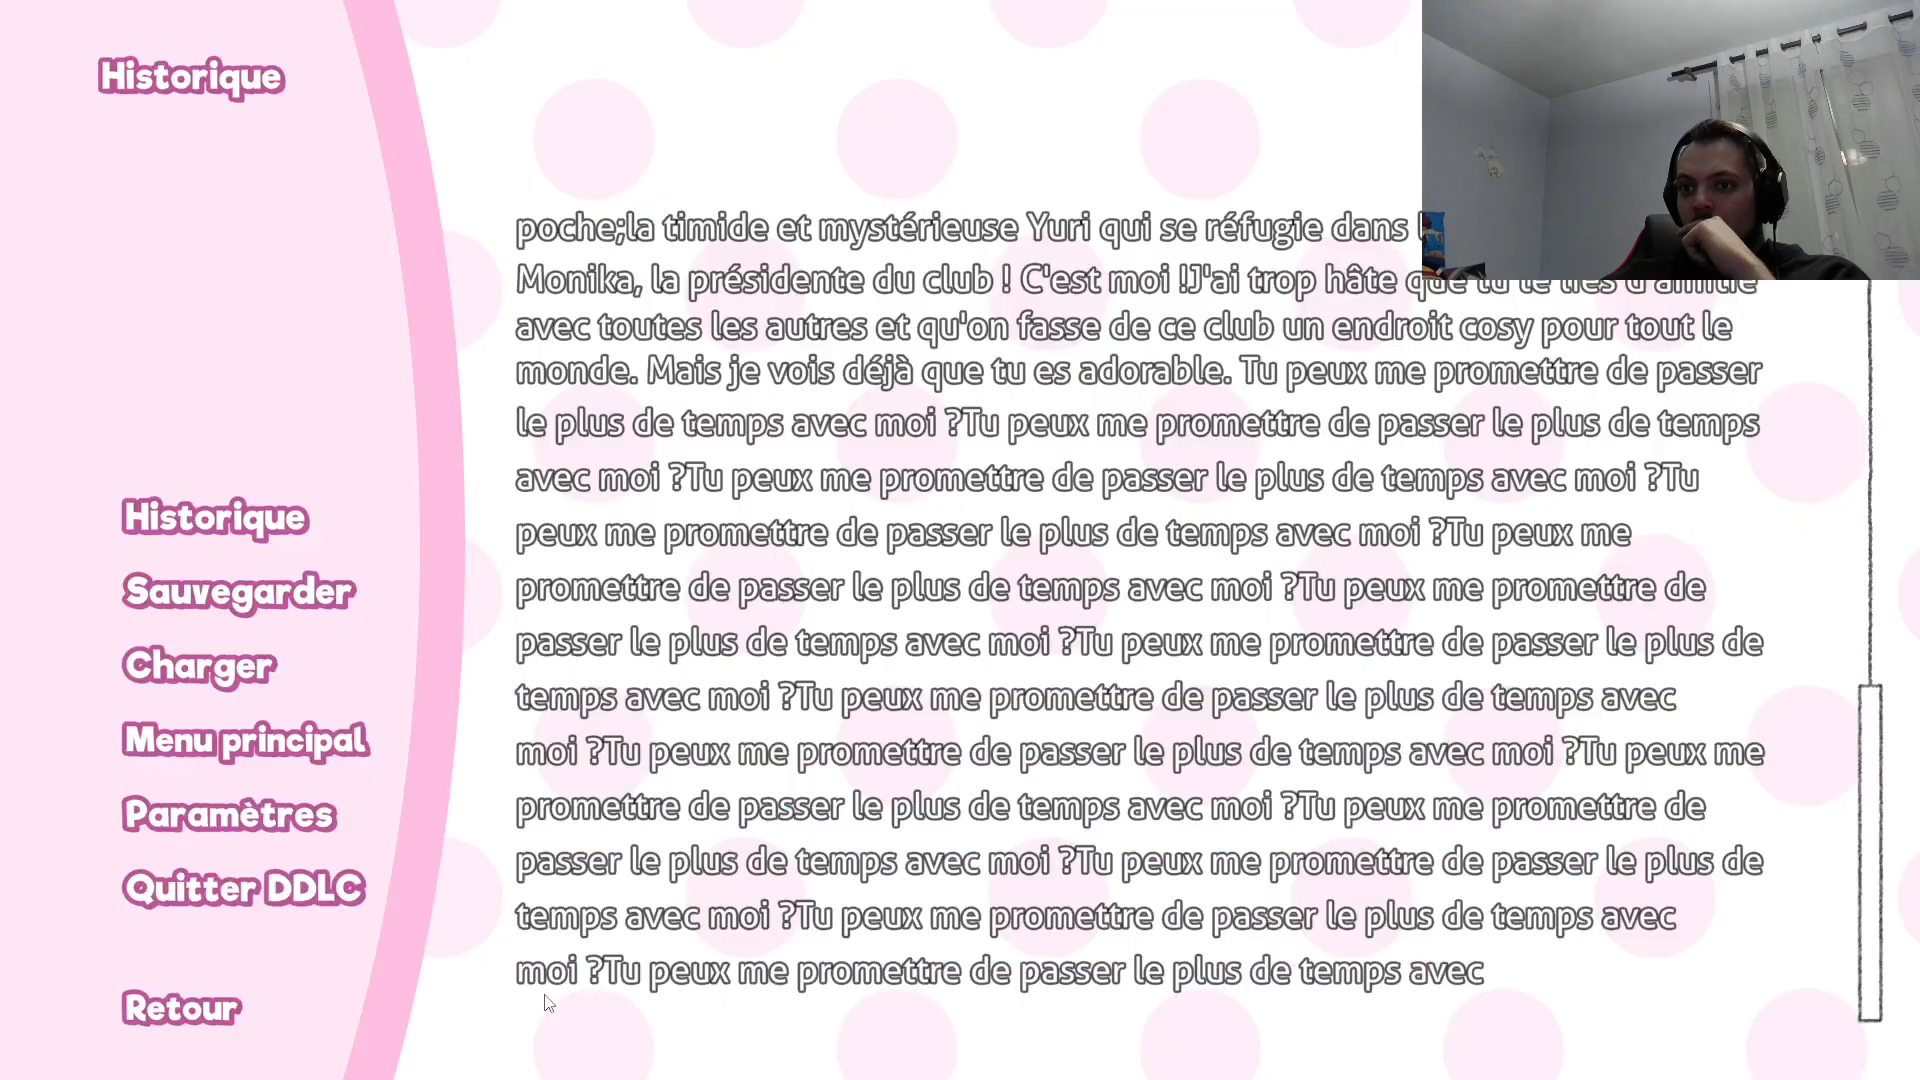 Historique
poche;la timide et mystérieuse Yuri qui se réfugie dans
Monika, la présidente du club ! C'est moi !J'ai trop hâte que tu te lies d'amitié
avec toutes les autres et qu'on fasse de ce club un endroit cosy pour tout le
monde. Mais je vois déjà que tu es adorable. Tu peux me promettre de passer
le plus de temps avec moi ?Tu peux me promettre de passer le plus de temps
avec moi ?Tu peux me promettre de passer le plus de temps avec moi ?Tu
peux me promettre de passer le plus de temps avec moi ?Tu peux me
promettre de passer le plus de temps avec moi ?Tu peux me promettre de
passer le plus de temps avec moi ?Tu peux me promettre de passer le plus de
temps avec moi ?Tu peux me promettre de passer le plus de temps avec
moi ?Tu peux me promettre de passer le plus de temps avec moi ?Tu peux me
promettre de passer le plus de temps avec moi ?Tu peux me promettre de
passer le plus de temps avec moi ?Tu peux me promettre de passer le plus de
temps avec moi ?Tu peux me promettre de passer le plus de temps avec
moi ?Tu peux me promettre de passer le plus de temps avec
Historique
Sauvegarder
Charger
Menu principal
Paramètres
Quitter DDLC
Retour